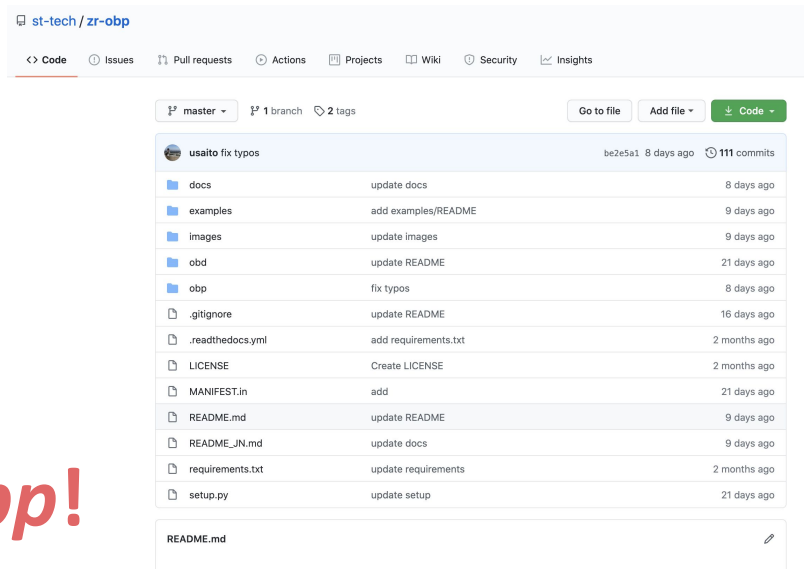 st-tech / zr-obp
Code Issues Pull requests Actions Projects Wiki Security Insights
master 1 branch 2 tags Go to file Add file Code
usaito fix typos be2e5a1 8 days ago 111 commits
docs update docs 8 days ago
examples add examples/README 9 days ago
images update images 9 days ago
obd update README 21 days ago
obp fix typos 8 days ago
.gitignore update README 16 days ago
.readthedocs.yml add requirements.txt 2 months ago
LICENSE Create LICENSE 2 months ago
MANIFEST.in add 21 days ago
README.md update README 9 days ago
README_JN.md update docs 9 days ago
requirements.txt update requirements 2 months ago
setup.py update setup 21 days ago
README.md